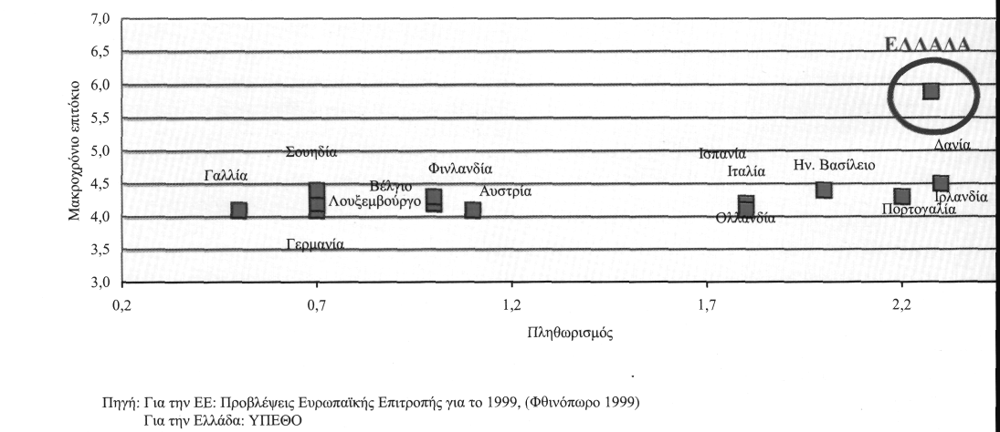 7,0
6,5
ΕΛΛΑΔΑ
6,0
5,5
5,0
Σουηδία
Ισπανία
Δανία
Γαλλία
Φινλανδία
Ιταλία
Ην. Βασίλειο
4,5
Βέλγιο
Λουξεμβούργο
Αυστρία
Ιρλανδία
Πορτογαλία
4,0
Ολλανδία
Γερμανία
3,5
3,0
Μακροχρόνιο επιτόκιο
0,2 0,7 1,2 1,7 2,2
Πληθωρισμός
Πηγή: Για την ΕΕ: Προβλέψεις Ευρωπαϊκής Επιτροπής για το 1999, (Φθινόπωρο 1999)
Για την Ελλάδα: ΥΠΕΘΟ